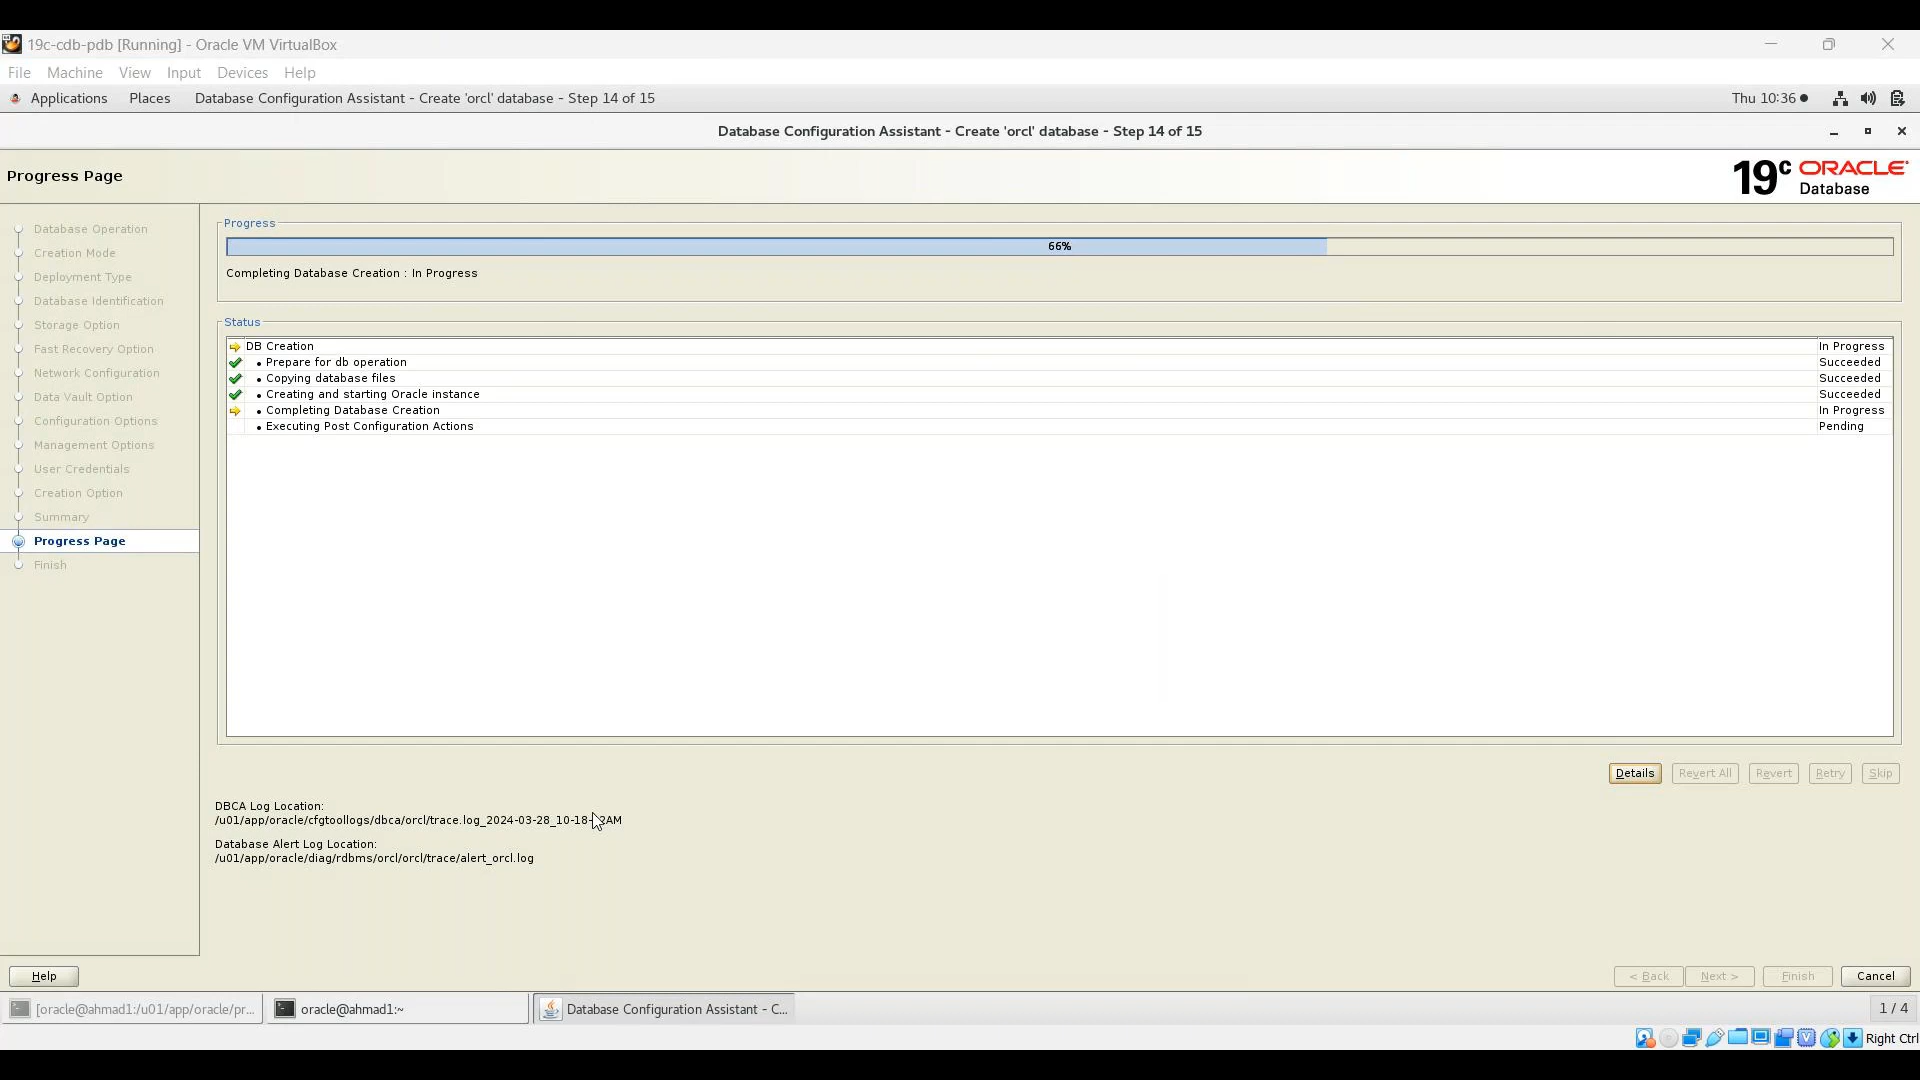 19c-cdb-pdb [Running] - Oracle VM VirtualBox
File Machine View Input Devices Help
Applications Places Database Configuration Assistant - Create 'orcl' database - Step 14 of 15 Thu 10:36
Database Configuration Assistant - Create 'orcl' database - Step 14 of 15
Progress Page
19c ORACLE Database
Database Operation
Creation Mode
Deployment Type
Database Identification
Storage Option
Fast Recovery Option
Network Configuration
Data Vault Option
Configuration Options
Management Options
User Credentials
Creation Option
Summary
Progress Page
Finish
Progress
66%
Completing Database Creation : In Progress
Status
DB Creation In Progress
• Prepare for db operation Succeeded
• Copying database files Succeeded
• Creating and starting Oracle instance Succeeded
• Completing Database Creation In Progress
• Executing Post Configuration Actions Pending
Details Revert All Revert Retry Skip
DBCA Log Location:
/u01/app/oracle/cfgtoollogs/dbca/orcl/trace.log_2024-03-28_10-18-2AM
Database Alert Log Location:
/u01/app/oracle/diag/rdbms/orcl/orcl/trace/alert_orcl.log
Help < Back Next > Finish Cancel
[oracle@ahmad1:/u01/app/oracle/pr... oracle@ahmad1:~ Database Configuration Assistant - C... 1 / 4
Right Ctrl